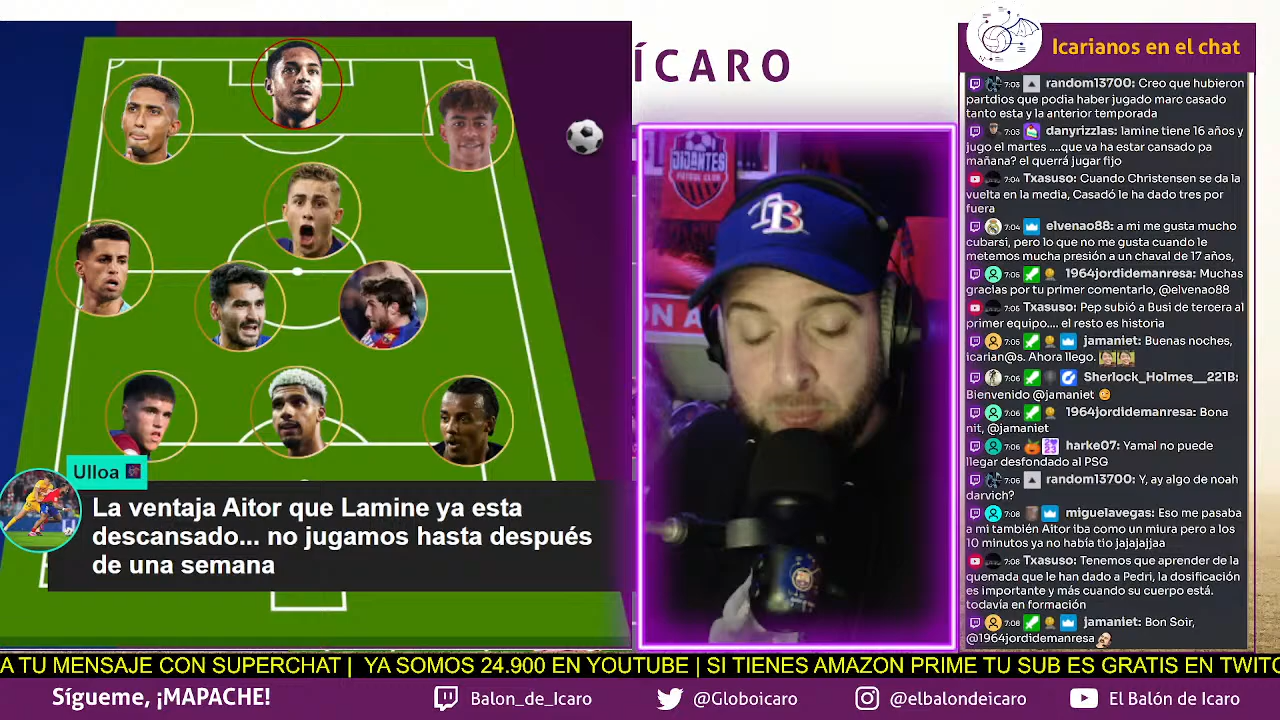 ÍCARO
Icarianos en el chat
7:03 random13700: Creo que hubieron
partdios que podia haber jugado marc casado
tanto esta y la anterior temporada
7:03 danyrizzias: lamine tiene 16 años y
jugo el martes ....que va ha estar cansado pa
mañana? el querrá jugar fijo
7:04 Txasuso: Cuando Christensen se da la
vuelta en la media, Casadó le ha dado tres por
fuera
7:04 elvenao88: a mi me gusta mucho
cubarsi, pero lo que no me gusta cuando le
metemos mucha presión a un chaval de 17 años,
7:06 1964jordidemanresa: Muchas
gracias por tu primer comentario, @elvenao88
7:06 Txasuso: Pep subió a Busi de tercera al
primer equipo.... el resto es historia
7:06 jamaniet: Buenas noches,
icarian@s. Ahora llego.
7:06 Sherlock_Holmes__221B:
Bienvenido @jamaniet
7:06 1964jordidemanresa: Bona
nit, @jamaniet
7:06 harke07: Yamal no puede
llegar desfondado al PSG
7:06 random13700: Y, ay algo de noah
darvich?
7:08 miguelavegas: Eso me pasaba
a mi también Aitor iba como un miura pero a los
10 minutos ya no había tio jajajajjaa
7:08 Txasuso: Tenemos que aprender de la
quemada que le han dado a Pedri, la dosificación
es importante y más cuando su cuerpo está.
todavía en formación
7:08 jamaniet: Bon Soir,
@1964jordidemanresa
GIJANTES
FÚTBOL CLUB
TB
ON A
Ulloa
La ventaja Aitor que Lamine ya esta
descansado... no jugamos hasta después
de una semana
A TU MENSAJE CON SUPERCHAT | YA SOMOS 24.900 EN YOUTUBE | SI TIENES AMAZON PRIME TU SUB ES GRATIS EN TWITC
Sígueme, ¡MAPACHE!
Balon_de_Icaro
@Globoicaro
@elbalondeicaro
El Balón de Icaro